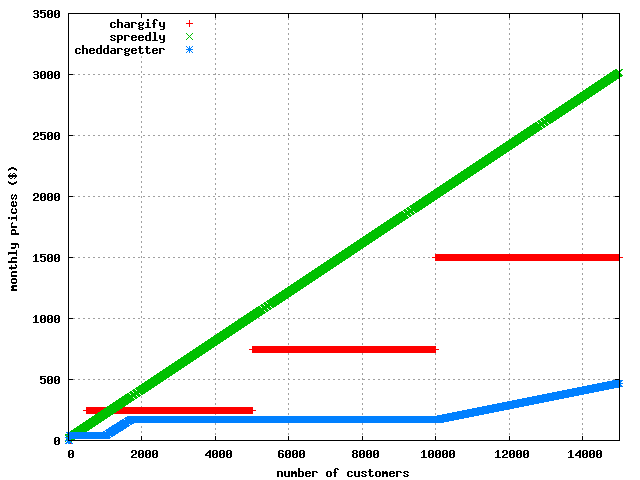 3500
chargify
spreedly
cheddargetter
3000
2500
2000
1500
1000
500
0
monthly prices ($)
0 2000 4000 6000 8000 10000 12000 14000
number of customers